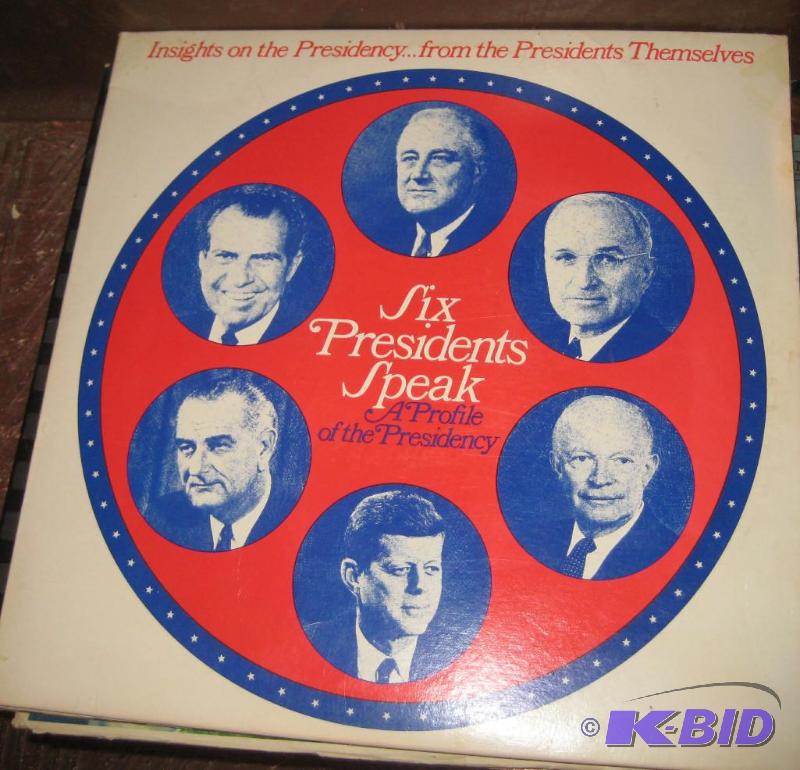 Insights on the Presidency...from the Presidents Themselves
Six
Presidents
Speak
A Profile
of the Presidency
© K-BID